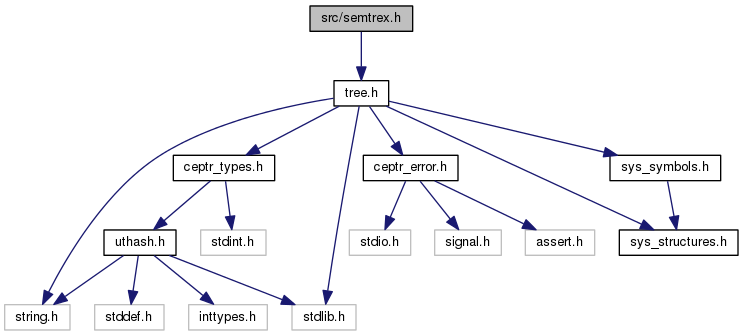 src/semtrex.h
tree.h
ceptr_types.h
ceptr_error.h
sys_symbols.h
uthash.h
stdint.h
stdio.h
signal.h
assert.h
sys_structures.h
string.h
stddef.h
inttypes.h
stdlib.h